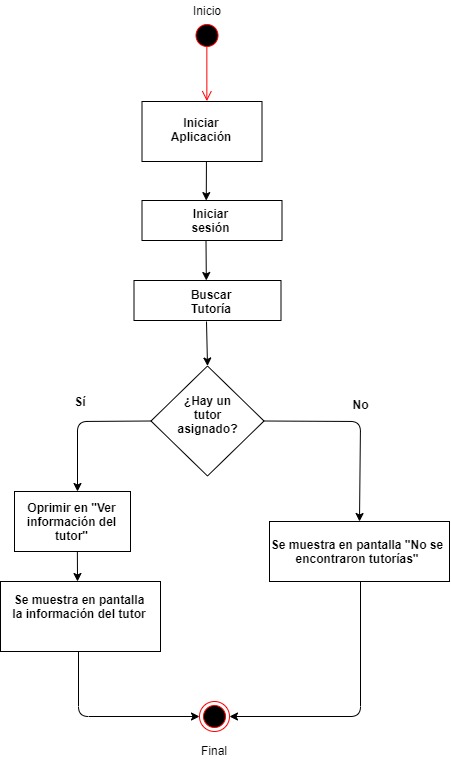 Inicio
Iniciar
Aplicación
Iniciar
sesión
Buscar
Tutoría
¿Hay un
tutor
asignado?
Sí
No
Oprimir en "Ver
información del
tutor"
Se muestra en pantalla "No se
encontraron tutorías"
Se muestra en pantalla
la información del tutor
Final